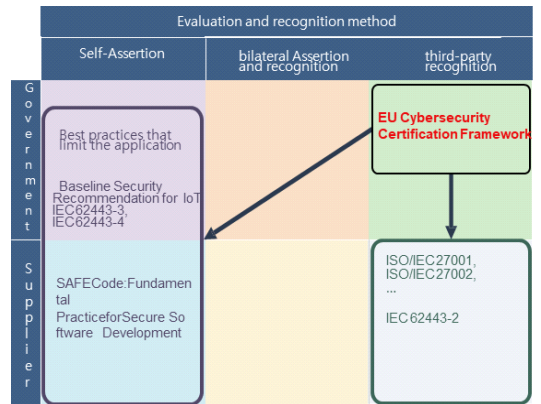 Evaluation and recognition method
Self-Assertion
bilateral Assertion
and recognition
third-party
recognition
Government
Best practices that
limit the application
Baseline Security
Recommendation for IoT
IEC62443-3,
IEC62443-4
EU Cybersecurity
Certification Framework
Supplier
SAFECode:Fundamen
tal
PracticeforSecure So
ftware Development
ISO/IEC27001,
ISO/IEC27002,
...
IEC62443-2